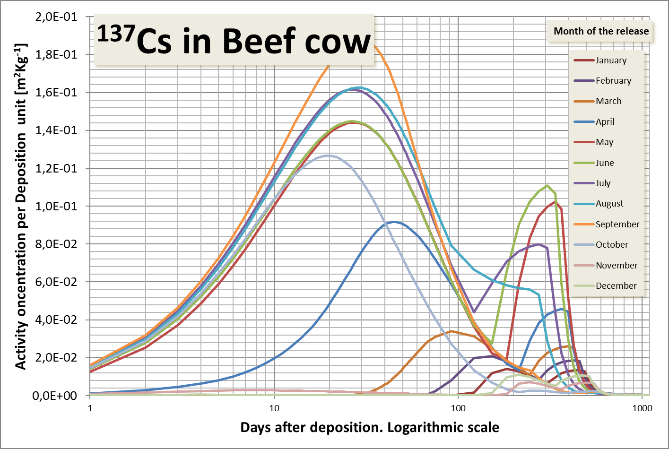 2,0E-01
1,8E-01
1,6E-01
1,4E-01
1,2E-01
1,0E-01
8,0E-02
6,0E-02
4,0E-02
2,0E-02
0,0E+00
Activity oncentration per Deposition unit [m²Kg⁻¹]
¹³⁷Cs in Beef cow
Month of the release
January
February
March
April
May
June
July
August
September
October
November
December
1
10
100
1000
Days after deposition. Logarithmic scale